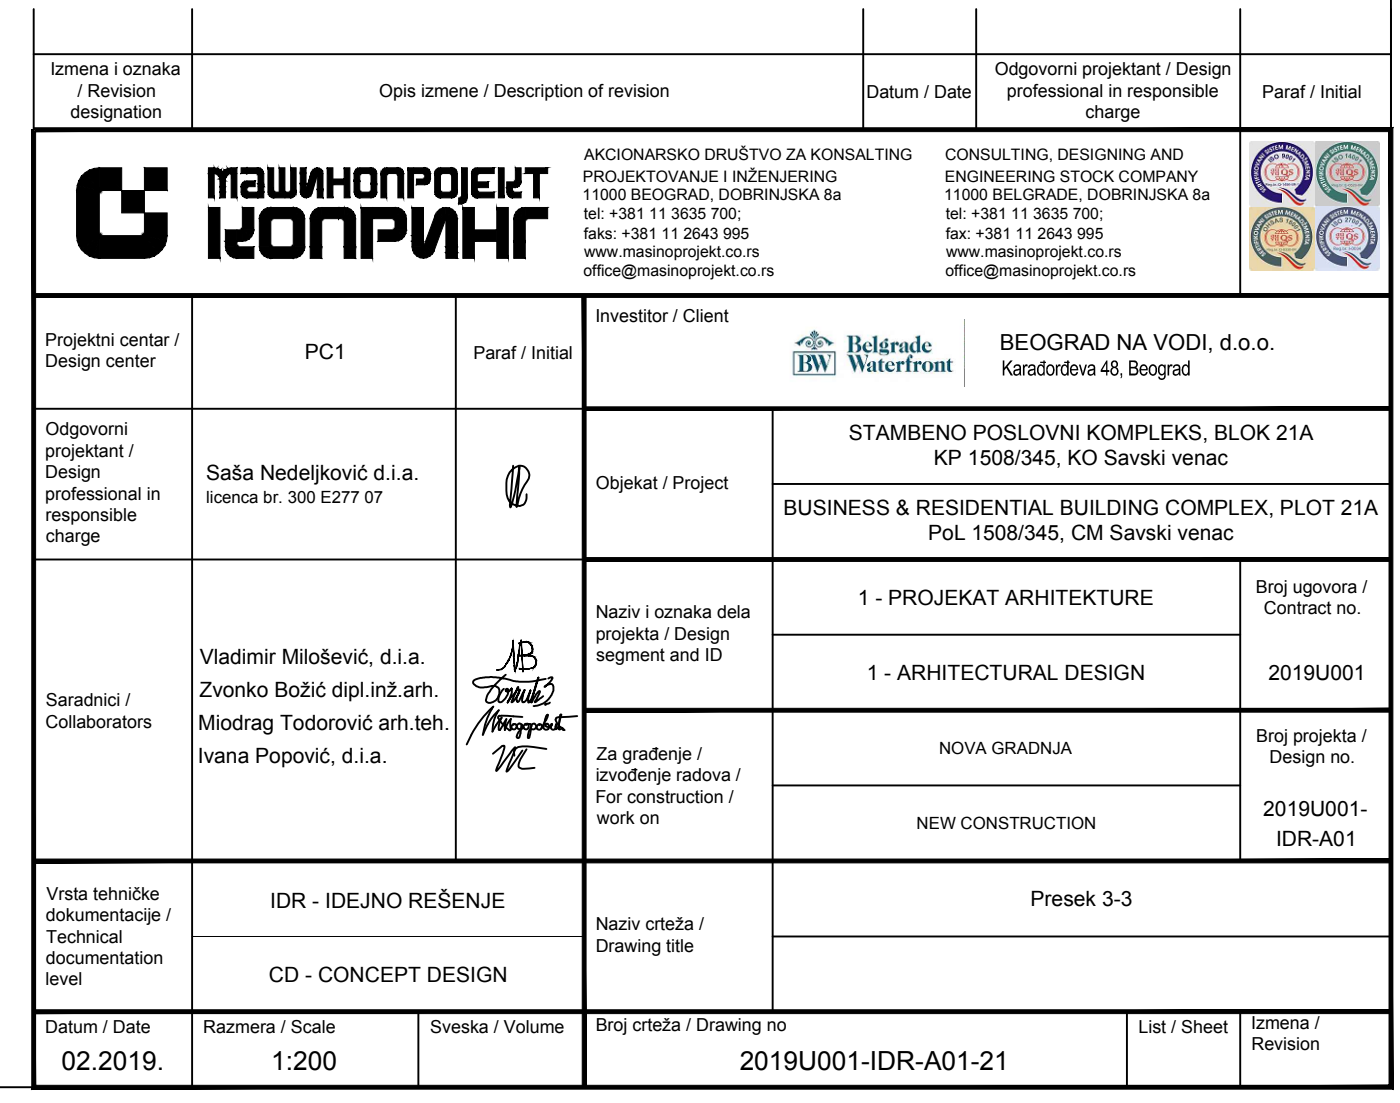 Izmena i oznaka
/ Revision
designation
Opis izmene / Description of revision
Datum / Date
Odgovorni projektant / Design
professional in responsible
charge
Paraf / Initial
МАШИНОПРОЈЕКТ
КОПРИНГ
AKCIONARSKO DRUŠTVO ZA KONSALTING
PROJEKTOVANJE I INŽENJERING
11000 BEOGRAD, DOBRINJSKA 8a
tel: +381 11 3635 700;
faks: +381 11 2643 995
www.masinoprojekt.co.rs
office@masinoprojekt.co.rs
CONSULTING, DESIGNING AND
ENGINEERING STOCK COMPANY
11000 BELGRADE, DOBRINJSKA 8a
tel: +381 11 3635 700;
fax: +381 11 2643 995
www.masinoprojekt.co.rs
office@masinoprojekt.co.rs
Projektni centar /
Design center
PC1
Paraf / Initial
Investitor / Client
BW
Belgrade
Waterfront
BEOGRAD NA VODI, d.o.o.
Karađorđeva 48, Beograd
Odgovorni
projektant /
Design
professional in
responsible
charge
Saša Nedeljković d.i.a.
licenca br. 300 E277 07
Objekat / Project
STAMBENO POSLOVNI KOMPLEKS, BLOK 21A
KP 1508/345, KO Savski venac
BUSINESS & RESIDENTIAL BUILDING COMPLEX, PLOT 21A
PoL 1508/345, CM Savski venac
Saradnici /
Collaborators
Vladimir Milošević, d.i.a.
Zvonko Božić dipl.inž.arh.
Miodrag Todorović arh.teh.
Ivana Popović, d.i.a.
Naziv i oznaka dela
projekta / Design
segment and ID
1 - PROJEKAT ARHITEKTURE
1 - ARHITECTURAL DESIGN
Broj ugovora /
Contract no.
2019U001
Za građenje /
izvođenje radova /
For construction /
work on
NOVA GRADNJA
NEW CONSTRUCTION
Broj projekta /
Design no.
2019U001-
IDR-A01
Vrsta tehničke
dokumentacije /
Technical
documentation
level
IDR - IDEJNO REŠENJE
CD - CONCEPT DESIGN
Naziv crteža /
Drawing title
Presek 3-3
Datum / Date
02.2019.
Razmera / Scale
1:200
Sveska / Volume
Broj crteža / Drawing no
2019U001-IDR-A01-21
List / Sheet
Izmena /
Revision